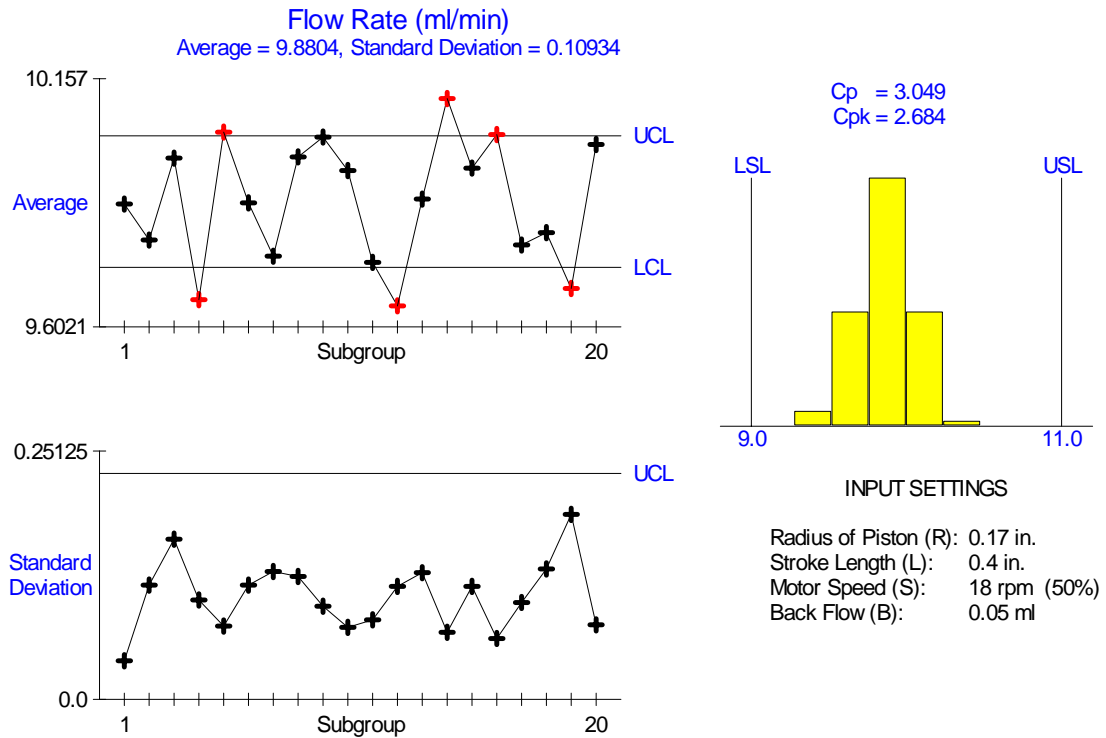 Flow Rate (ml/min)
Average = 9.8804, Standard Deviation = 0.10934
10.157
UCL
Average
LCL
9.6021
1
Subgroup
20
0.25125
UCL
Standard
Deviation
0.0
1
Subgroup
20
Cp = 3.049
Cpk = 2.684
LSL
USL
9.0
11.0
INPUT SETTINGS
Radius of Piston (R): 0.17 in.
Stroke Length (L): 0.4 in.
Motor Speed (S): 18 rpm (50%)
Back Flow (B): 0.05 ml